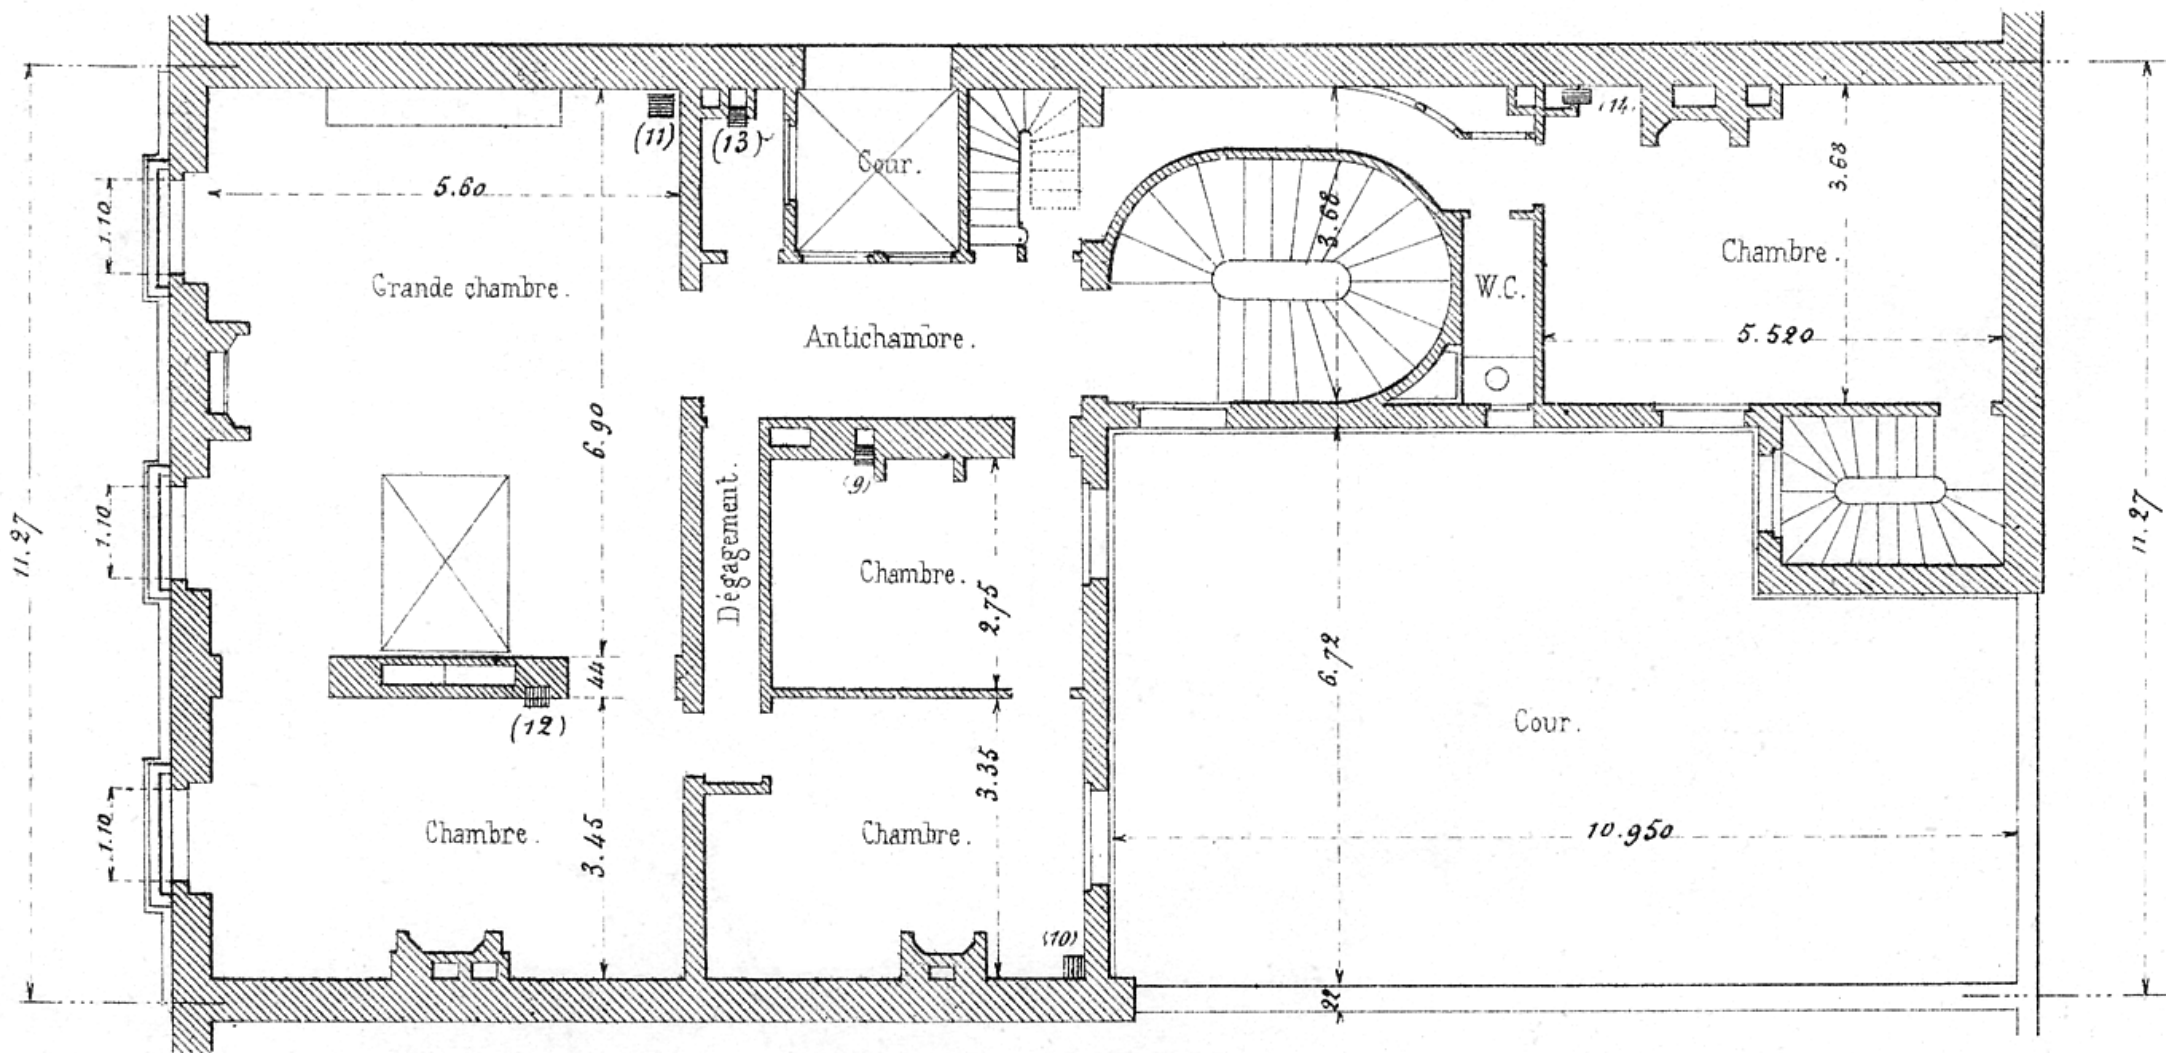 (11)
(13)
Cour.
(14)
5.60
1.10
3.68
3.68
Grande chambre.
Chambre.
W.C.
Antichambre.
5.520
6.90
11.27
1.10
(9)
Dégagement.
Chambre.
2.75
11.27
6.72
44
(12)
Cour.
3.35
1.10
Chambre.
3.45
Chambre.
10.950
(10)
22